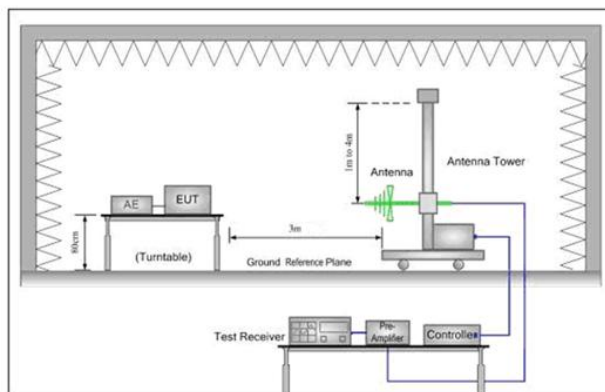 1m to 4m
Antenna
Antenna Tower
AE
EUT
80cm
(Turntable)
3m
Ground Reference Plane
Test Receiver
Pre-
Amplifier
Controller